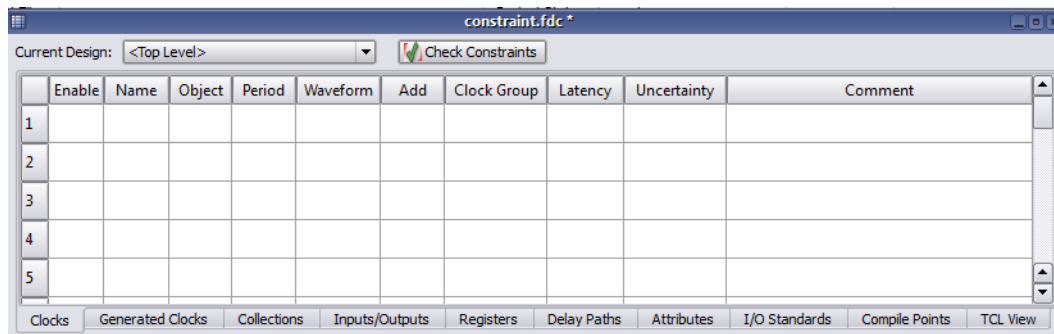 constraint.fdc *
Current Design: <Top Level> Check Constraints
Enable Name Object Period Waveform Add Clock Group Latency Uncertainty Comment
1
2
3
4
5
Clocks Generated Clocks Collections Inputs/Outputs Registers Delay Paths Attributes I/O Standards Compile Points TCL View